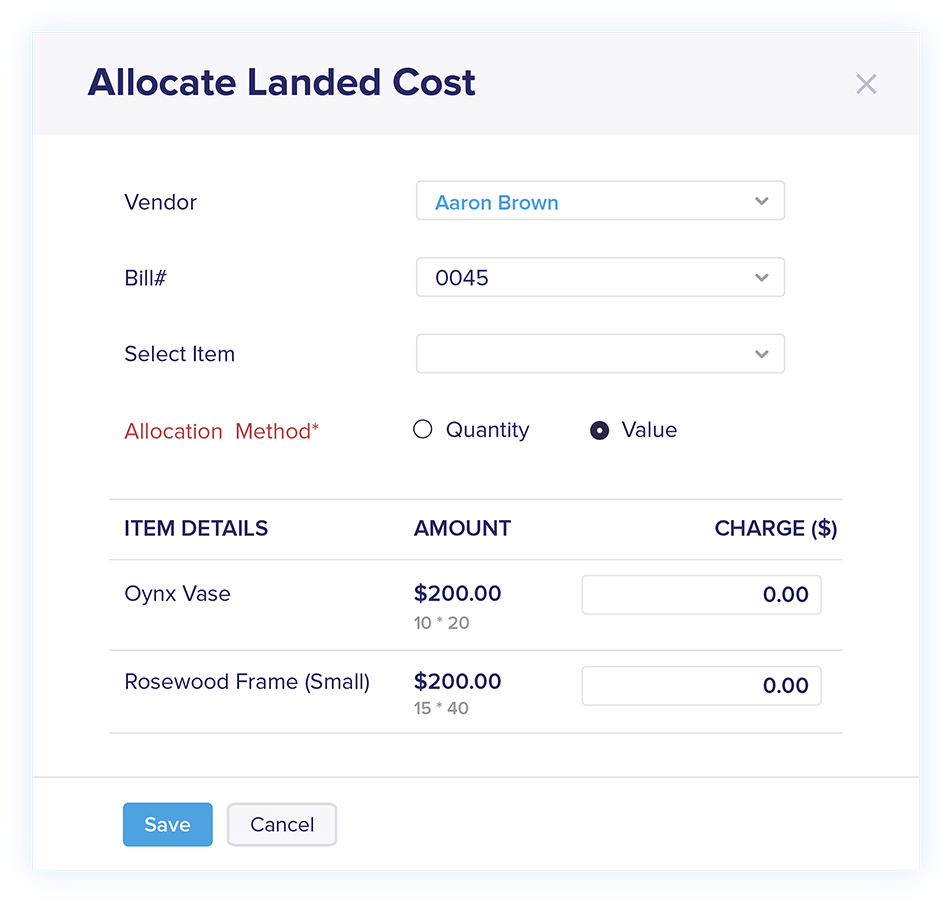 Allocate Landed Cost
Vendor Aaron Brown
Bill# 0045
Select Item
Allocation Method* Quantity Value
ITEM DETAILS AMOUNT CHARGE ($)
Oynx Vase $200.00 0.00
10 * 20
Rosewood Frame (Small) $200.00 0.00
15 * 40
Save Cancel